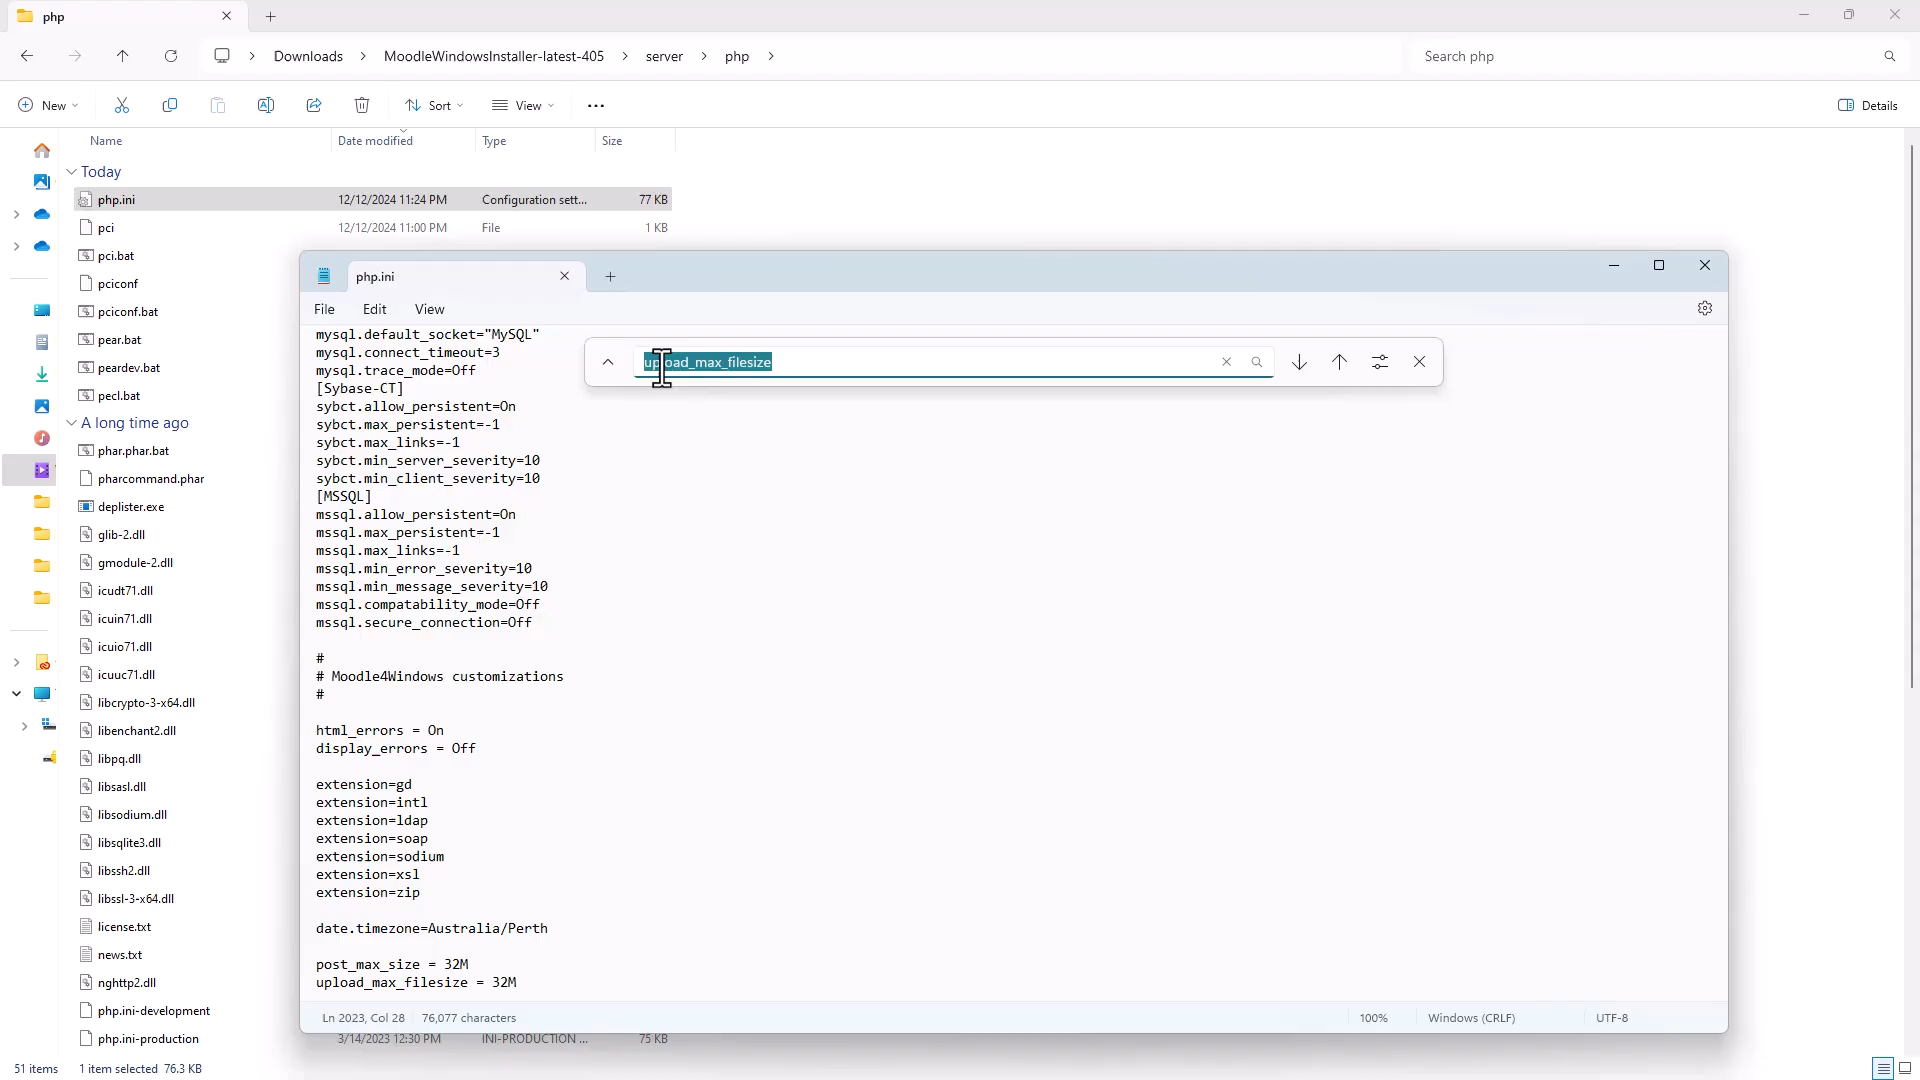 php
Downloads > MoodleWindowsInstaller-latest-405 > server > php >
Search php
New
Sort
View
Details
Name Date modified Type Size
Today
php.ini 12/12/2024 11:24 PM Configuration sett... 77 KB
pci 12/12/2024 11:00 PM File 1 KB
pci.bat
pciconf
pciconf.bat
pear.bat
peardev.bat
pecl.bat
A long time ago
phar.phar.bat
pharcommand.phar
deplister.exe
glib-2.dll
gmodule-2.dll
icudt71.dll
icuin71.dll
icuio71.dll
icuuc71.dll
libcrypto-3-x64.dll
libenchant2.dll
libpq.dll
libsasl.dll
libsodium.dll
libsqlite3.dll
libssh2.dll
libssl-3-x64.dll
license.txt
news.txt
nghttp2.dll
php.ini-development
php.ini-production 3/14/2023 12:30 PM INI-PRODUCTION ... 75 KB
51 items 1 item selected 76.3 KB
php.ini
File Edit View
upload_max_filesize
mysql.default_socket="MySQL"
mysql.connect_timeout=3
mysql.trace_mode=Off
[Sybase-CT]
sybct.allow_persistent=On
sybct.max_persistent=-1
sybct.max_links=-1
sybct.min_server_severity=10
sybct.min_client_severity=10
[MSSQL]
mssql.allow_persistent=On
mssql.max_persistent=-1
mssql.max_links=-1
mssql.min_error_severity=10
mssql.min_message_severity=10
mssql.compatability_mode=Off
mssql.secure_connection=Off
#
# Moodle4Windows customizations
#
html_errors = On
display_errors = Off
extension=gd
extension=intl
extension=ldap
extension=soap
extension=sodium
extension=xsl
extension=zip
date.timezone=Australia/Perth
post_max_size = 32M
upload_max_filesize = 32M
Ln 2023, Col 28 76,077 characters 100% Windows (CRLF) UTF-8